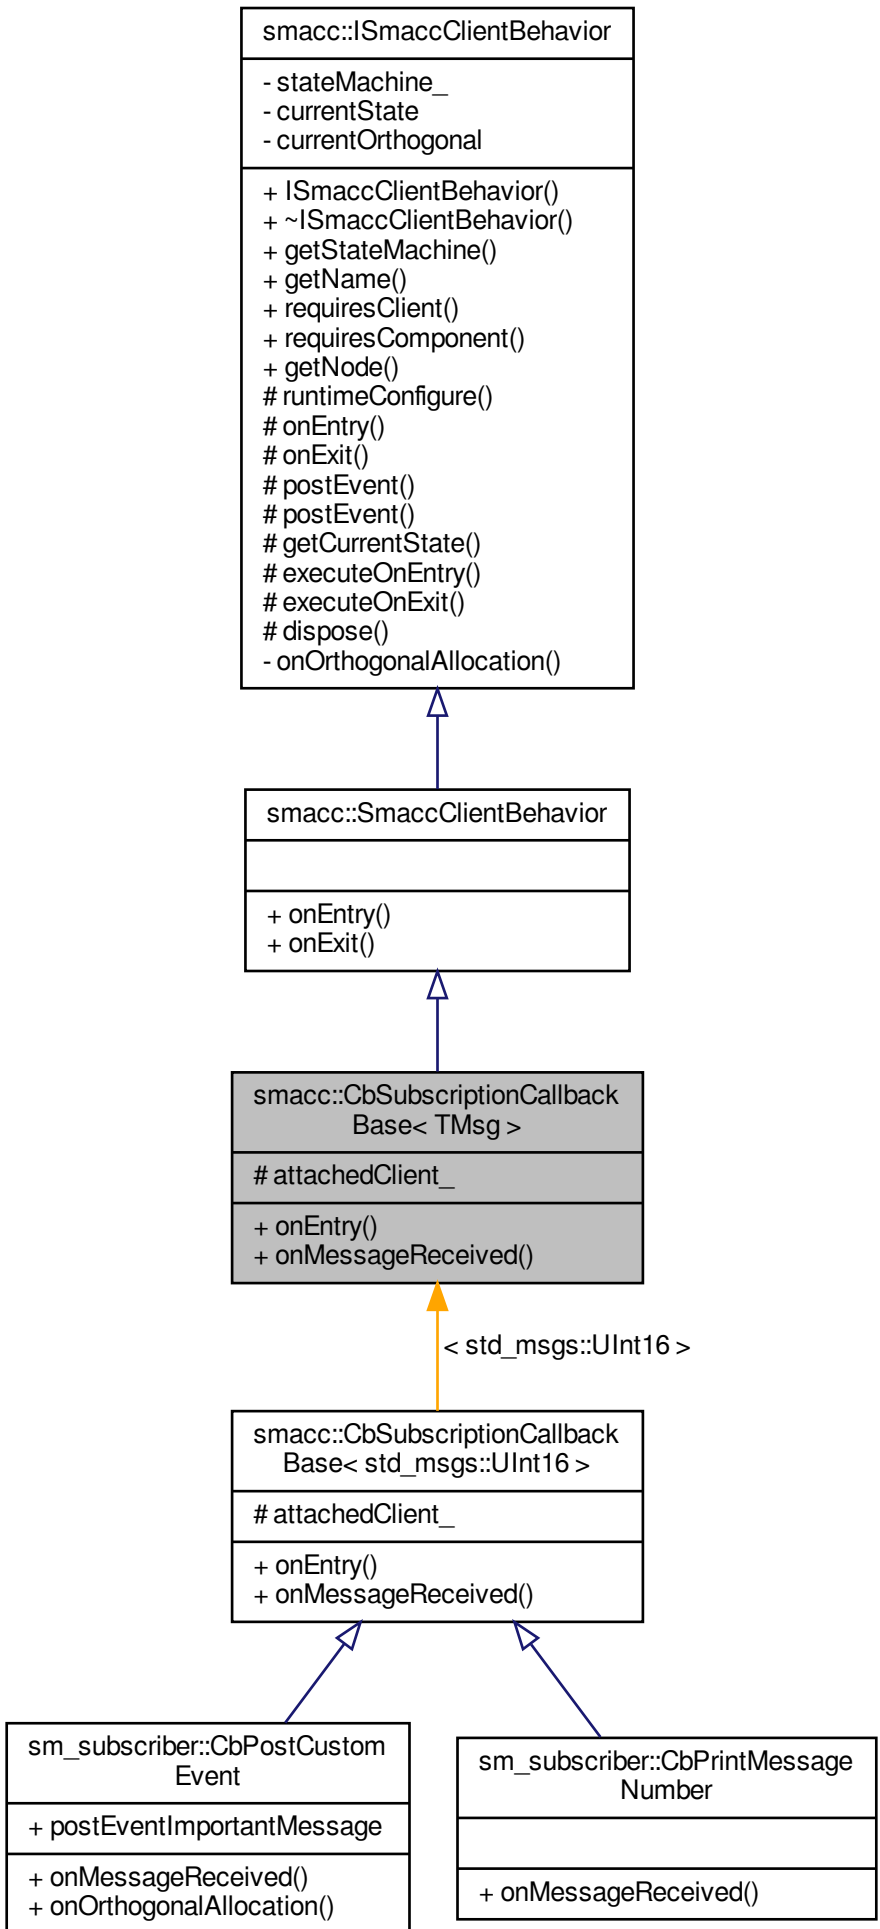 smacc::ISmaccClientBehavior
- stateMachine_
- currentState
- currentOrthogonal
+ ISmaccClientBehavior()
+ ~ISmaccClientBehavior()
+ getStateMachine()
+ getName()
+ requiresClient()
+ requiresComponent()
+ getNode()
# runtimeConfigure()
# onEntry()
# onExit()
# postEvent()
# postEvent()
# getCurrentState()
# executeOnEntry()
# executeOnExit()
# dispose()
- onOrthogonalAllocation()
smacc::SmaccClientBehavior
+ onEntry()
+ onExit()
smacc::CbSubscriptionCallback
Base< TMsg >
# attachedClient_
+ onEntry()
+ onMessageReceived()
< std_msgs::UInt16 >
smacc::CbSubscriptionCallback
Base< std_msgs::UInt16 >
# attachedClient_
+ onEntry()
+ onMessageReceived()
sm_subscriber::CbPostCustom
Event
+ postEventImportantMessage
+ onMessageReceived()
+ onOrthogonalAllocation()
sm_subscriber::CbPrintMessage
Number
+ onMessageReceived()